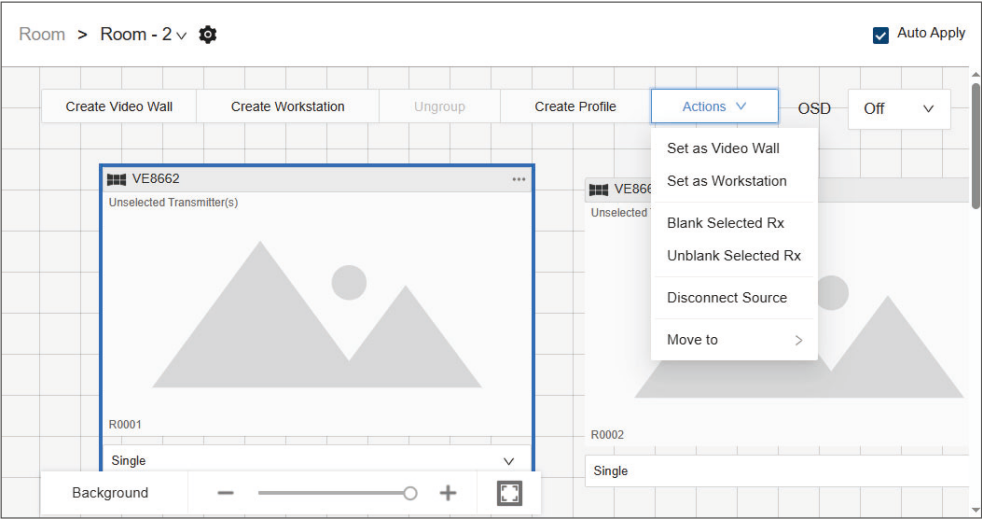 Room > Room - 2
Auto Apply
Create Video Wall
Create Workstation
Ungroup
Create Profile
Actions
OSD
Off
Set as Video Wall
Set as Workstation
Blank Selected Rx
Unblank Selected Rx
Disconnect Source
Move to
VE8662
Unselected Transmitter(s)
R0001
Single
VE866
Unselected
R0002
Single
Background